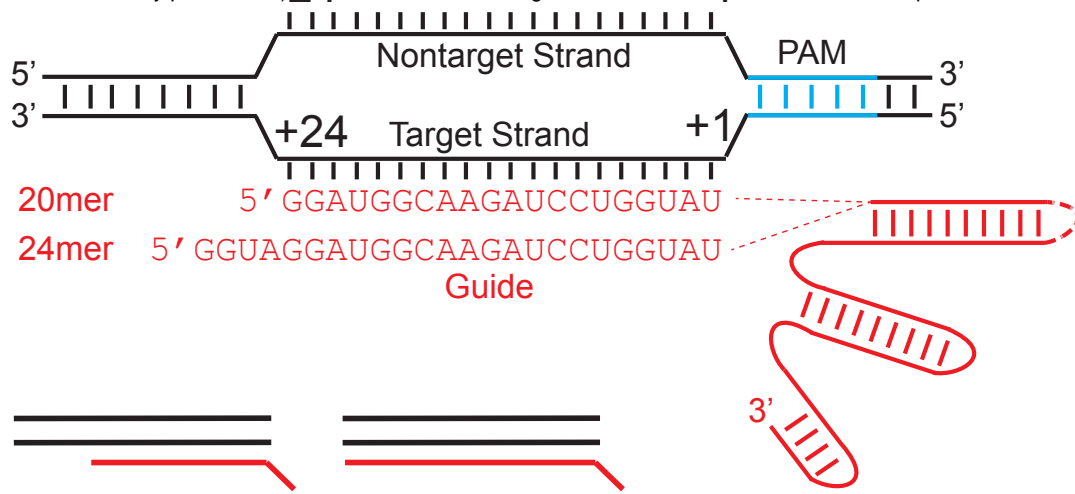 Nontarget Strand
PAM
5’
3’
3’
5’
+24
Target Strand
+1
20mer
5’GGAUGGCAAGAUCCUGGUAU
24mer
5’GGUAGGAUGGCAAGAUCCUGGUAU
Guide
3’